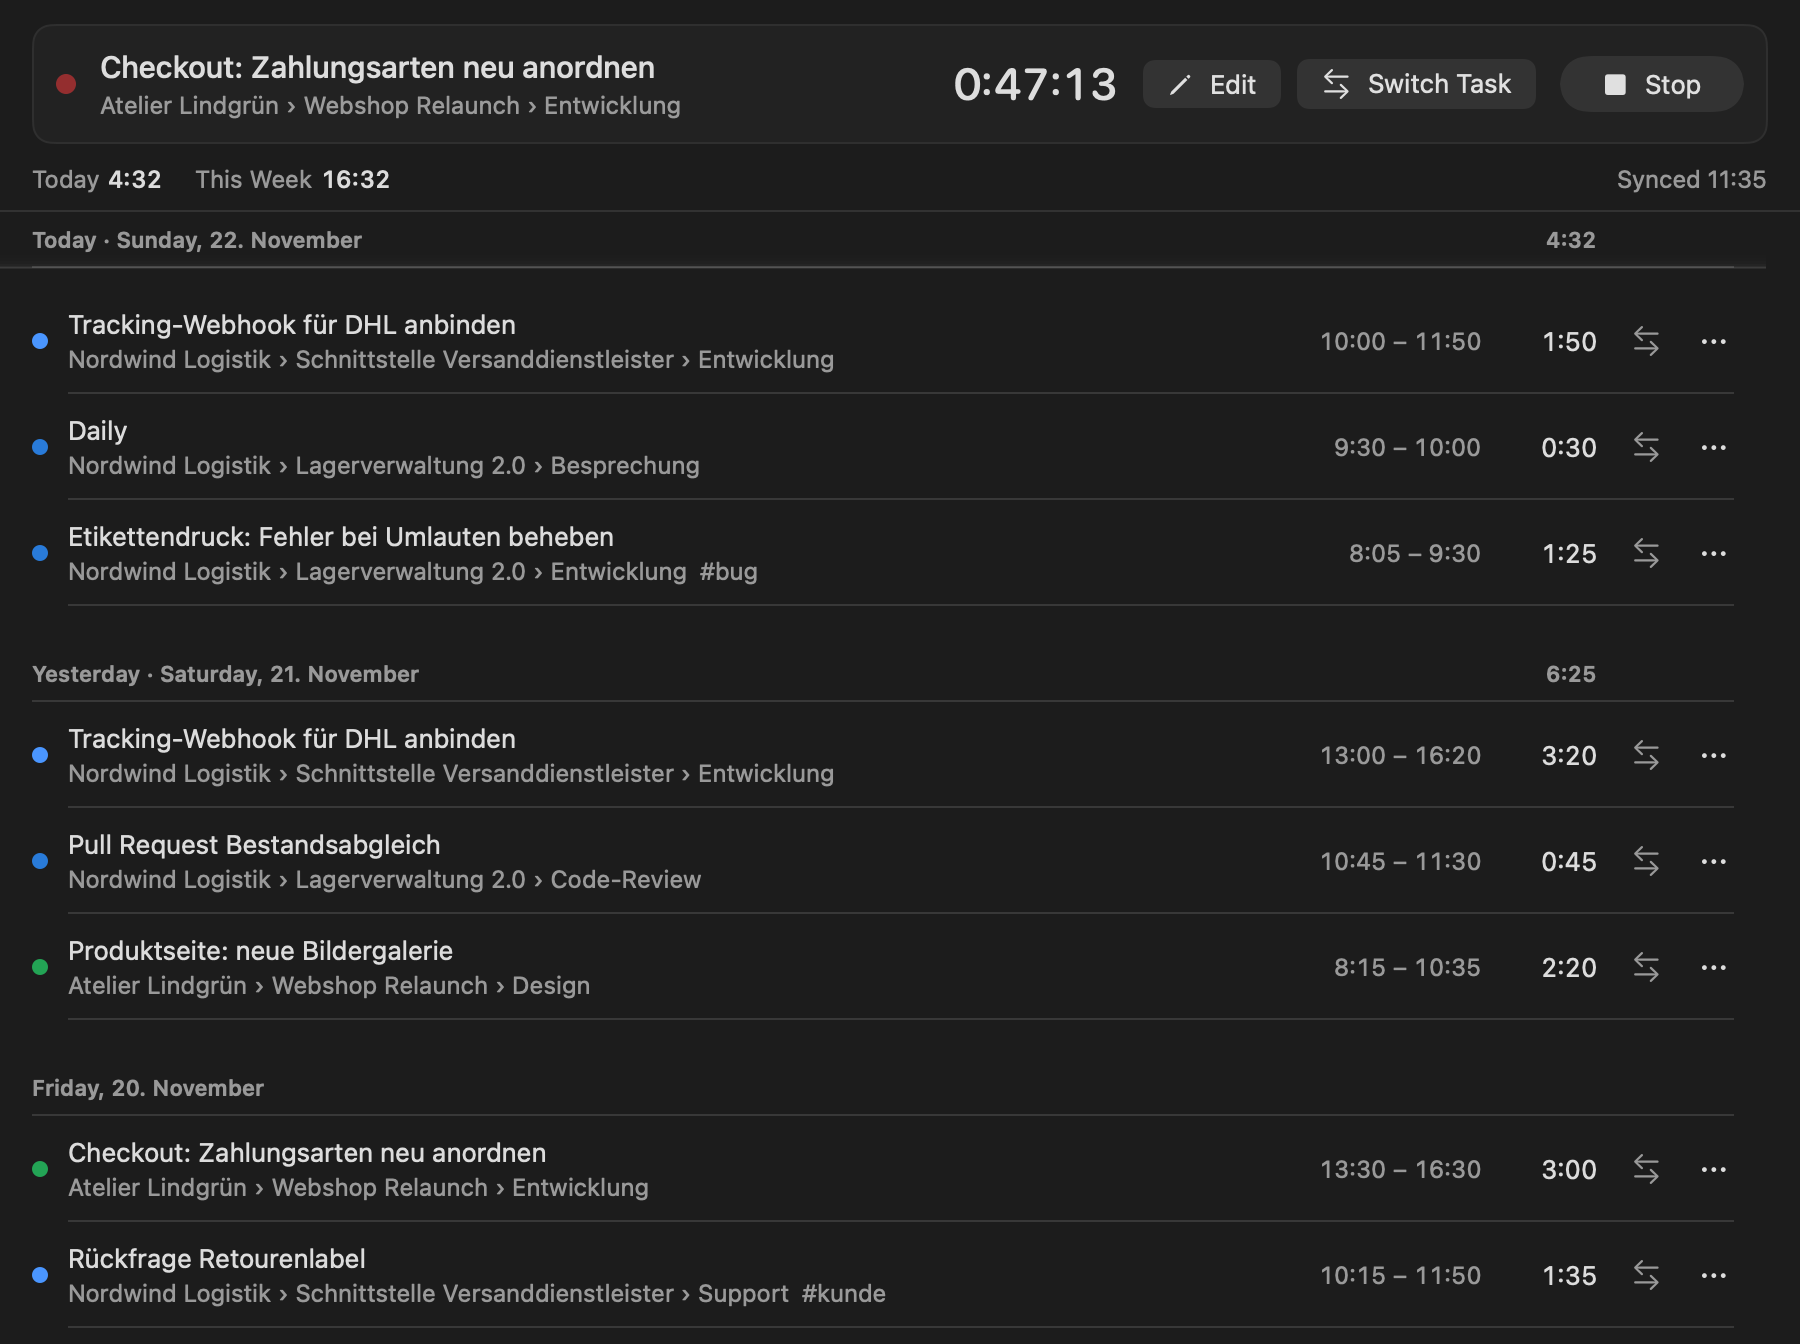 Checkout: Zahlungsarten neu anordnen
Atelier Lindgrün › Webshop Relaunch › Entwicklung
0:47:13
Edit
Switch Task
Stop
Today 4:32 This Week 16:32
Synced 11:35
Today · Sunday, 22. November 4:32
Tracking-Webhook für DHL anbinden
Nordwind Logistik › Schnittstelle Versanddienstleister › Entwicklung
10:00 – 11:50 1:50
Daily
Nordwind Logistik › Lagerverwaltung 2.0 › Besprechung
9:30 – 10:00 0:30
Etikettendruck: Fehler bei Umlauten beheben
Nordwind Logistik › Lagerverwaltung 2.0 › Entwicklung #bug
8:05 – 9:30 1:25
Yesterday · Saturday, 21. November 6:25
Tracking-Webhook für DHL anbinden
Nordwind Logistik › Schnittstelle Versanddienstleister › Entwicklung
13:00 – 16:20 3:20
Pull Request Bestandsabgleich
Nordwind Logistik › Lagerverwaltung 2.0 › Code-Review
10:45 – 11:30 0:45
Produktseite: neue Bildergalerie
Atelier Lindgrün › Webshop Relaunch › Design
8:15 – 10:35 2:20
Friday, 20. November
Checkout: Zahlungsarten neu anordnen
Atelier Lindgrün › Webshop Relaunch › Entwicklung
13:30 – 16:30 3:00
Rückfrage Retourenlabel
Nordwind Logistik › Schnittstelle Versanddienstleister › Support #kunde
10:15 – 11:50 1:35